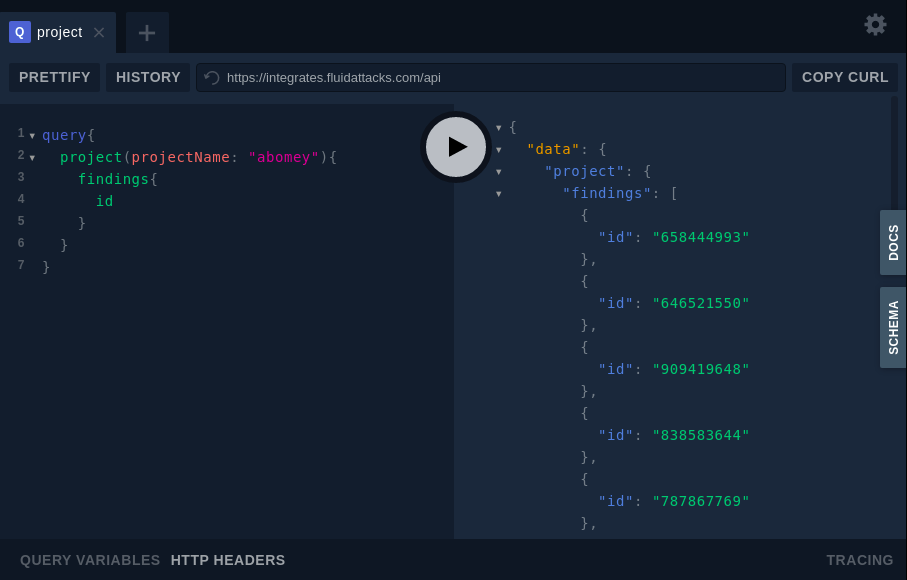 Q project ✕ +
PRETTIFY HISTORY https://integrates.fluidattacks.com/api COPY CURL
1 ▾ query{
2 ▾ project(projectName: "abomey"){
3 findings{
4 id
5 }
6 }
7 }
▾ {
▾ "data": {
▾ "project": {
▾ "findings": [
{
"id": "658444993"
},
{
"id": "646521550"
},
{
"id": "909419648"
},
{
"id": "838583644"
},
{
"id": "787867769"
},
DOCS
SCHEMA
QUERY VARIABLES HTTP HEADERS TRACING